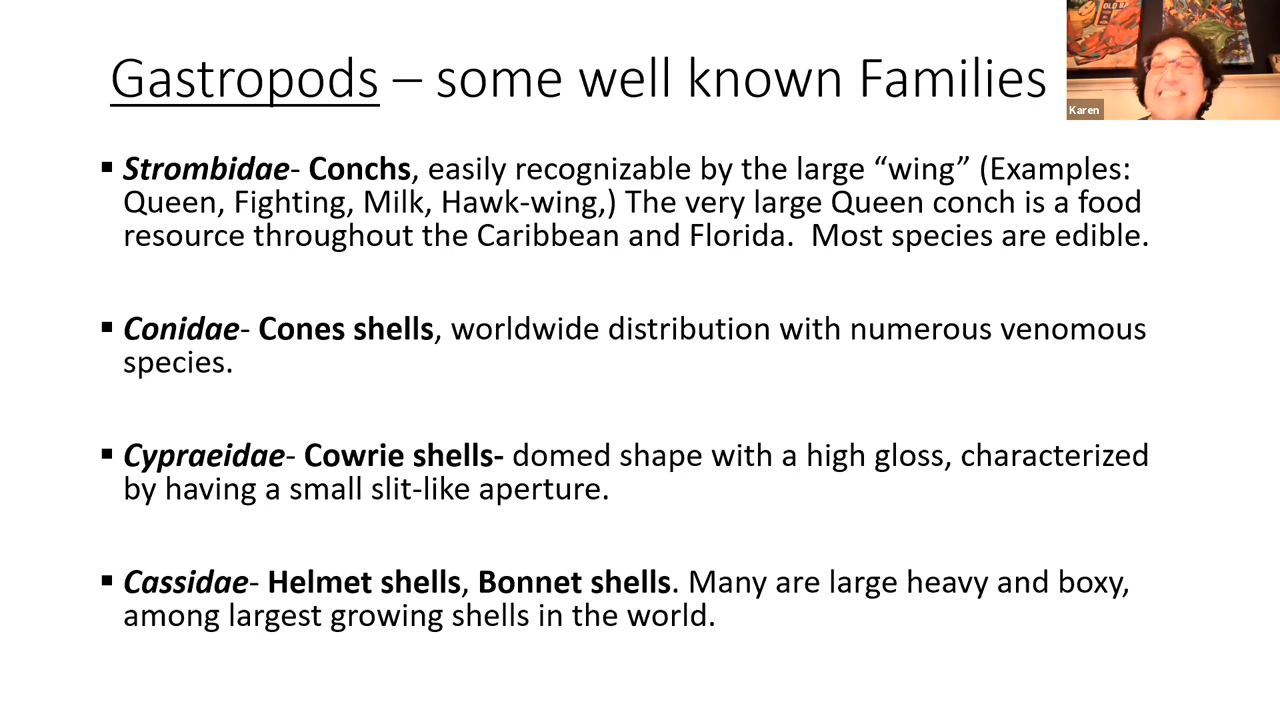 Gastropods – some well known Families
Karen
▪ Strombidae- Conchs, easily recognizable by the large “wing” (Examples:
Queen, Fighting, Milk, Hawk-wing,) The very large Queen conch is a food
resource throughout the Caribbean and Florida.  Most species are edible.
▪ Conidae- Cones shells, worldwide distribution with numerous venomous
species.
▪ Cypraeidae- Cowrie shells- domed shape with a high gloss, characterized
by having a small slit-like aperture.
▪ Cassidae- Helmet shells, Bonnet shells. Many are large heavy and boxy,
among largest growing shells in the world.